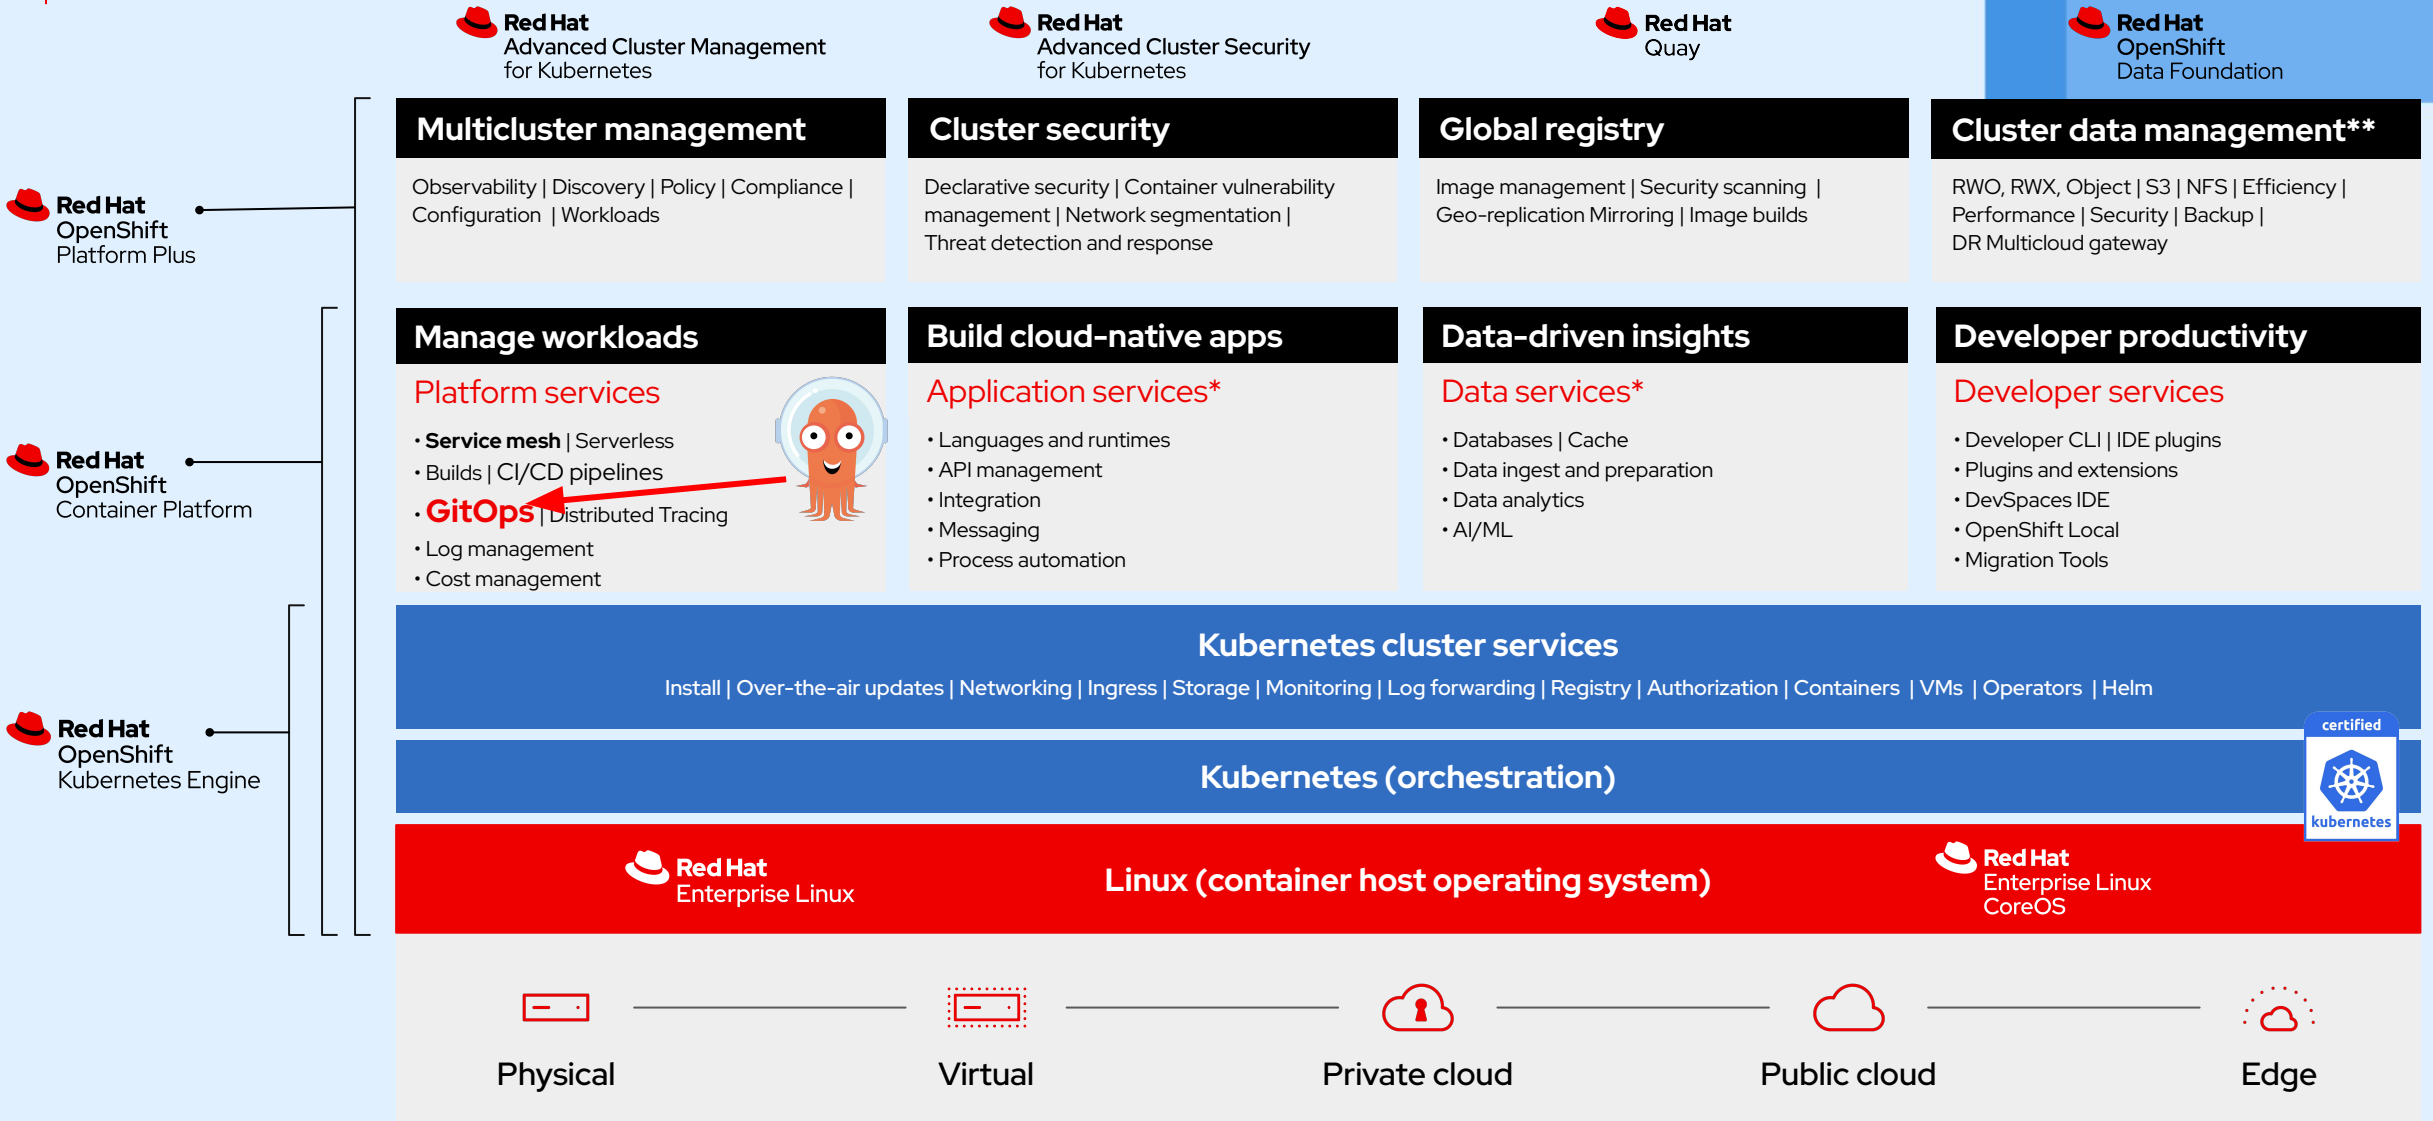 Red Hat
Advanced Cluster Management
for Kubernetes
Red Hat
Advanced Cluster Security
for Kubernetes
Red Hat
Quay
Red Hat
OpenShift
Data Foundation
Red Hat
OpenShift
Platform Plus
Multicluster management
Observability | Discovery | Policy | Compliance |
Configuration | Workloads
Cluster security
Declarative security | Container vulnerability
management | Network segmentation |
Threat detection and response
Global registry
Image management | Security scanning |
Geo-replication Mirroring | Image builds
Cluster data management**
RWO, RWX, Object | S3 | NFS | Efficiency |
Performance | Security | Backup |
DR Multicloud gateway
Red Hat
OpenShift
Container Platform
Manage workloads
Platform services
• Service mesh | Serverless
• Builds | CI/CD pipelines
• GitOps | Distributed Tracing
• Log management
• Cost management
Build cloud-native apps
Application services*
• Languages and runtimes
• API management
• Integration
• Messaging
• Process automation
Data-driven insights
Data services*
• Databases | Cache
• Data ingest and preparation
• Data analytics
• AI/ML
Developer productivity
Developer services
• Developer CLI | IDE plugins
• Plugins and extensions
• DevSpaces IDE
• OpenShift Local
• Migration Tools
Red Hat
OpenShift
Kubernetes Engine
Kubernetes cluster services
Install | Over-the-air updates | Networking | Ingress | Storage | Monitoring | Log forwarding | Registry | Authorization | Containers | VMs | Operators | Helm
Kubernetes (orchestration)
certified
kubernetes
Red Hat
Enterprise Linux
Linux (container host operating system)
Red Hat
Enterprise Linux
CoreOS
Physical
Virtual
Private cloud
Public cloud
Edge